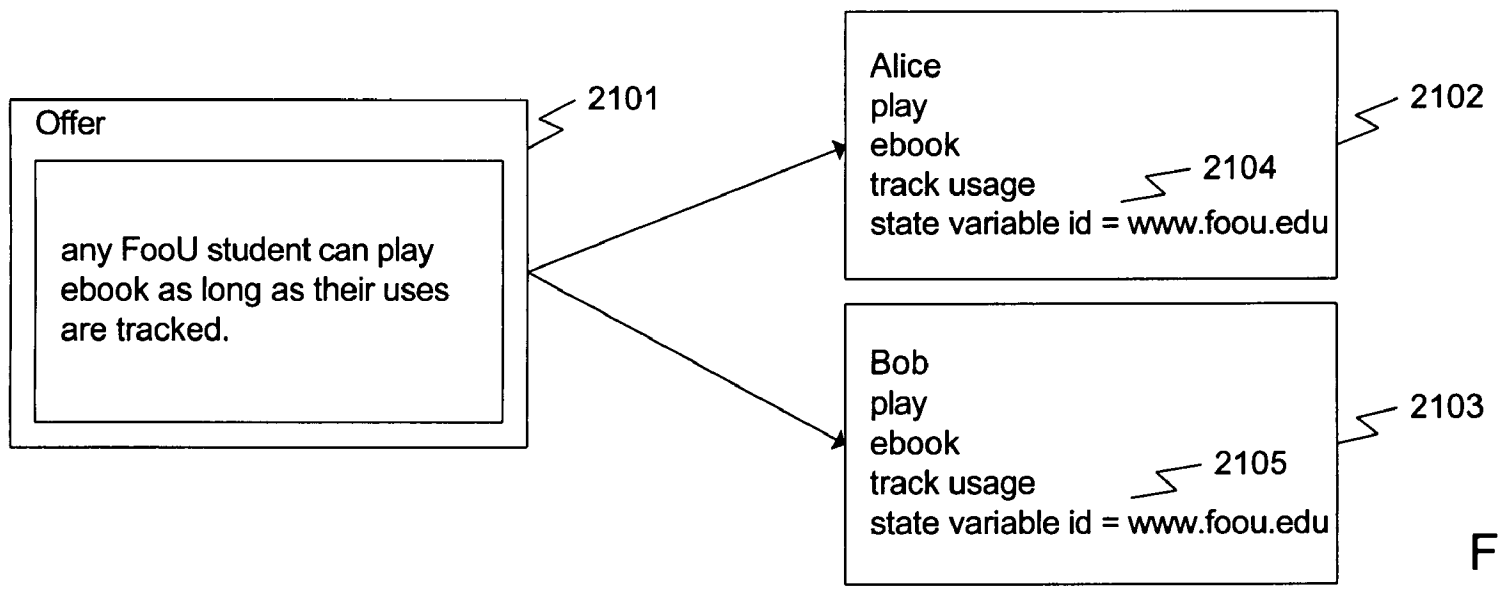 Offer
2101
any FooU student can play
ebook as long as their uses
are tracked.
Alice
play
ebook
track usage
2104
state variable id = www.foou.edu
2102
Bob
play
ebook
track usage
2105
state variable id = www.foou.edu
2103
F